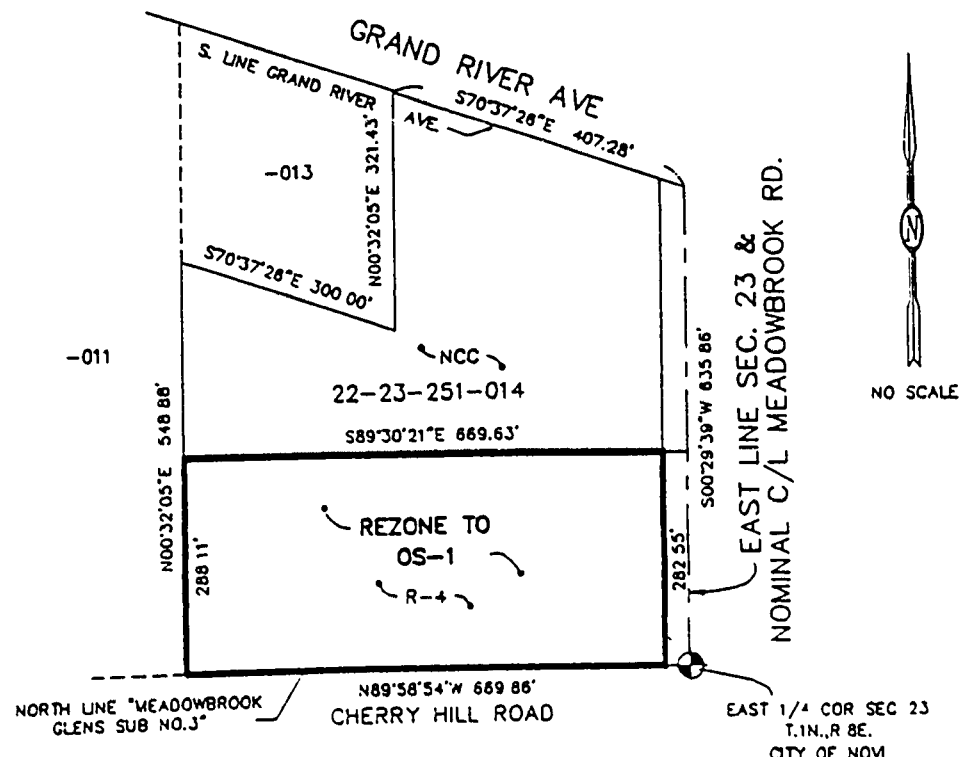 GRAND RIVER AVE
S. LINE GRAND RIVER
AVE.
S70°37'26"E 407.28'
-013
N00°32'05"E 321.43'
S70°37'26"E 300 00'
-011
NCC
22-23-251-014
S89°30'21"E 669.63'
N00°32'05"E 548 88'
288 11'
REZONE TO
OS-1
R-4
282 55'
S00°29'39"W 635 86'
EAST LINE SEC. 23 &
NOMINAL C/L MEADOWBROOK RD.
N
NO SCALE
N89°58'54"W 669 86'
CHERRY HILL ROAD
NORTH LINE "MEADOWBROOK
GLENS SUB NO.3"
EAST 1/4 COR SEC 23
T.1N.,R 8E.
CITY OF NOVI